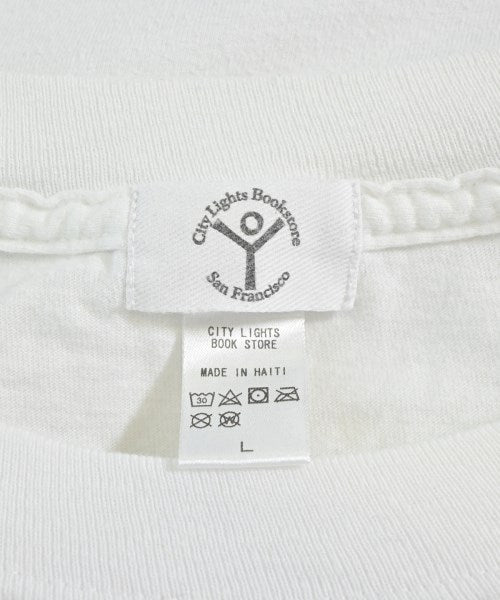 City Lights Bookstore
San Francisco
CITY LIGHTS
BOOK STORE
MADE IN HAITI
30
W
L